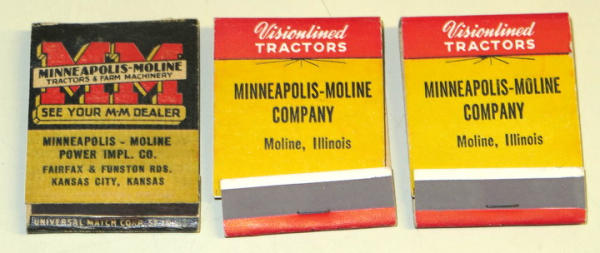 MM
MINNEAPOLIS-MOLINE
TRACTORS & FARM MACHINERY
SEE YOUR M-M DEALER
MINNEAPOLIS - MOLINE
POWER IMPL. CO.
FAIRFAX & FUNSTON RDS.
KANSAS CITY, KANSAS
UNIVERSAL MATCH CORP.
Visionlined
TRACTORS
MINNEAPOLIS-MOLINE
COMPANY
Moline, Illinois
Visionlined
TRACTORS
MINNEAPOLIS-MOLINE
COMPANY
Moline, Illinois